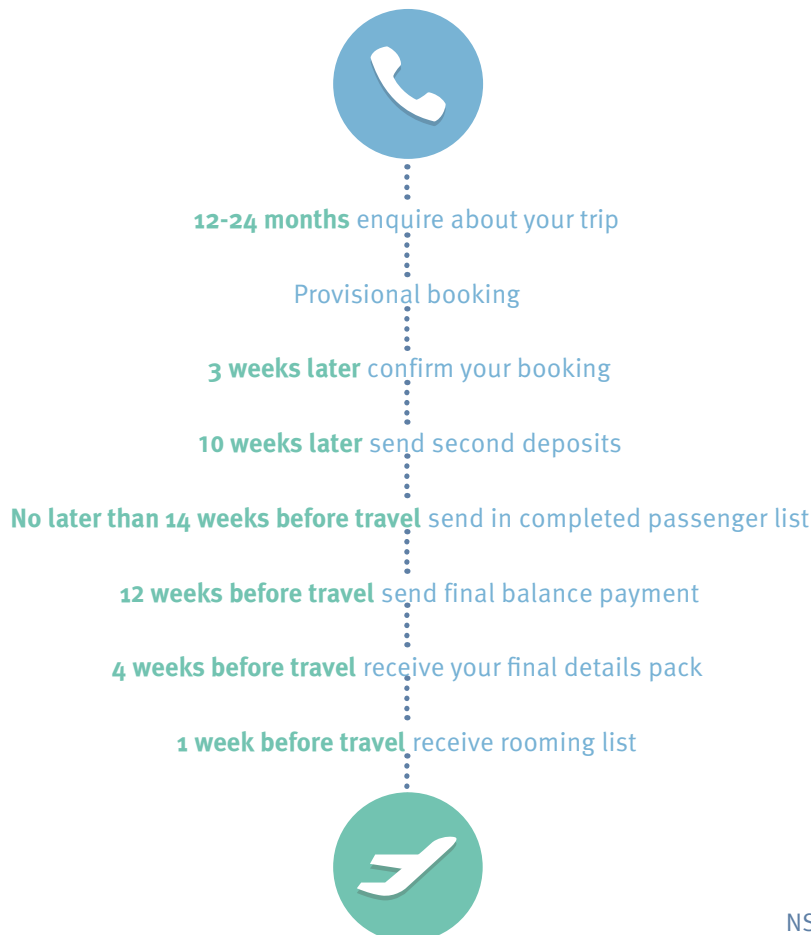 12-24 months enquire about your trip
Provisional booking
3 weeks later confirm your booking
10 weeks later send second deposits
No later than 14 weeks before travel send in completed passenger list
12 weeks before travel send final balance payment
4 weeks before travel receive your final details pack
1 week before travel receive rooming list